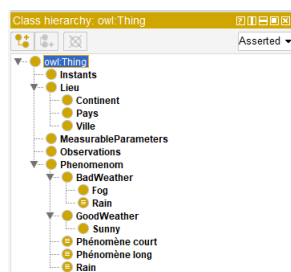 Class hierarchy: owl:Thing
Asserted
owl:Thing
Instants
Lieu
Continent
Pays
Ville
MeasurableParameters
Observations
Phenomenom
BadWeather
Fog
Rain
GoodWeather
Sunny
Phénomène court
Phénomène long
Rain